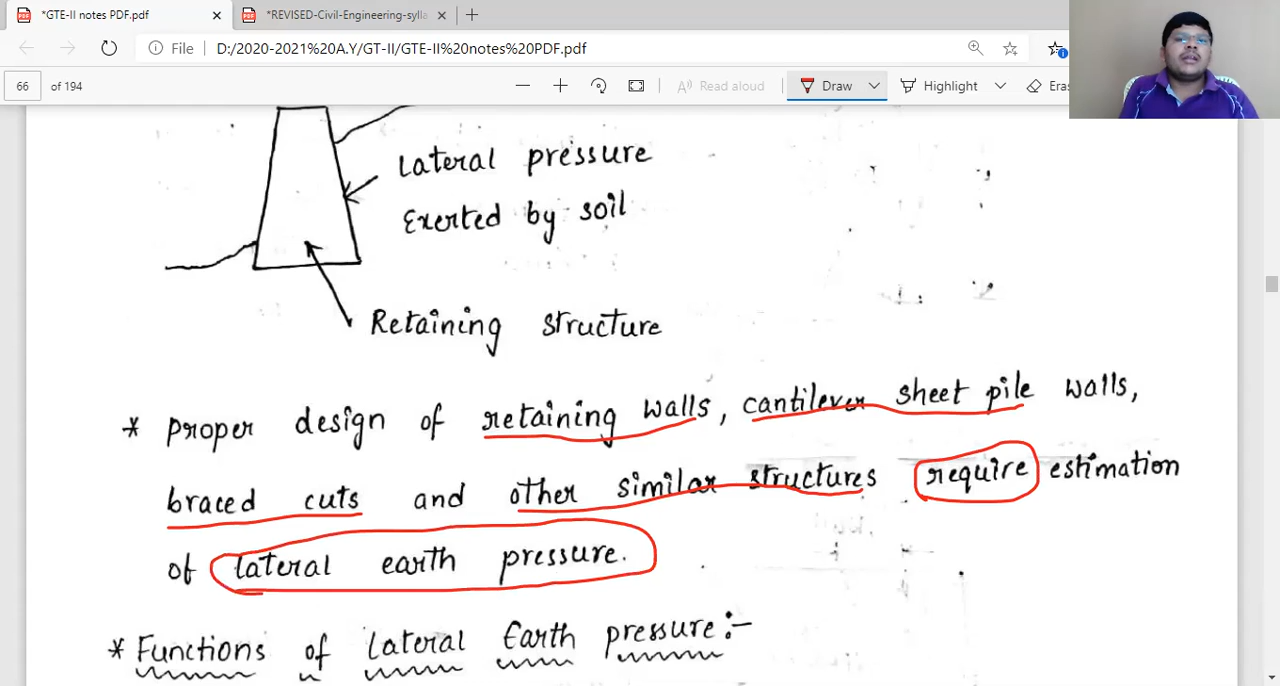 *GTE-II notes PDF.pdf
*REVISED-Civil-Engineering-sylla
File
D:/2020-2021%20A.Y/GT-II/GTE-II%20notes%20PDF.pdf
66 of 194
Read aloud
Draw
Highlight
Eras
Lateral pressure
Exerted by soil
Retaining structure
* Proper design of retaining walls, cantilever sheet pile walls,
braced cuts and other similar structures require estimation
of lateral earth pressure.
* Functions of Lateral Earth pressure:-